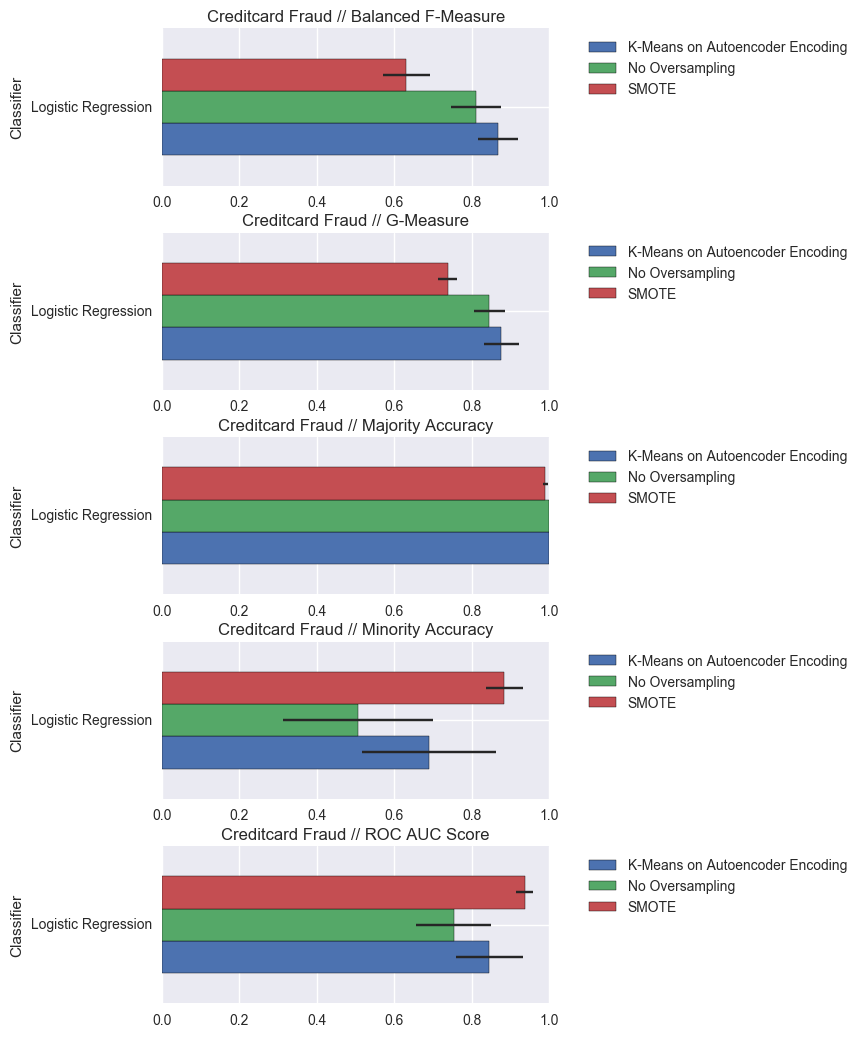 Creditcard Fraud // Balanced F-Measure
K-Means on Autoencoder Encoding
No Oversampling
SMOTE
Classifier
Logistic Regression
0.0 0.2 0.4 0.6 0.8 1.0
Creditcard Fraud // G-Measure
K-Means on Autoencoder Encoding
No Oversampling
SMOTE
Classifier
Logistic Regression
0.0 0.2 0.4 0.6 0.8 1.0
Creditcard Fraud // Majority Accuracy
K-Means on Autoencoder Encoding
No Oversampling
SMOTE
Classifier
Logistic Regression
0.0 0.2 0.4 0.6 0.8 1.0
Creditcard Fraud // Minority Accuracy
K-Means on Autoencoder Encoding
No Oversampling
SMOTE
Classifier
Logistic Regression
0.0 0.2 0.4 0.6 0.8 1.0
Creditcard Fraud // ROC AUC Score
K-Means on Autoencoder Encoding
No Oversampling
SMOTE
Classifier
Logistic Regression
0.0 0.2 0.4 0.6 0.8 1.0